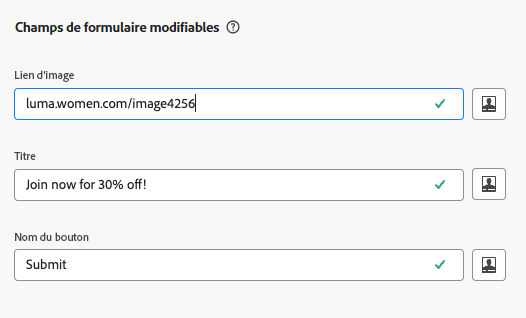 Champs de formulaire modifiables
Lien d'image
luma.women.com/image4256
Titre
Join now for 30% off!
Nom du bouton
Submit